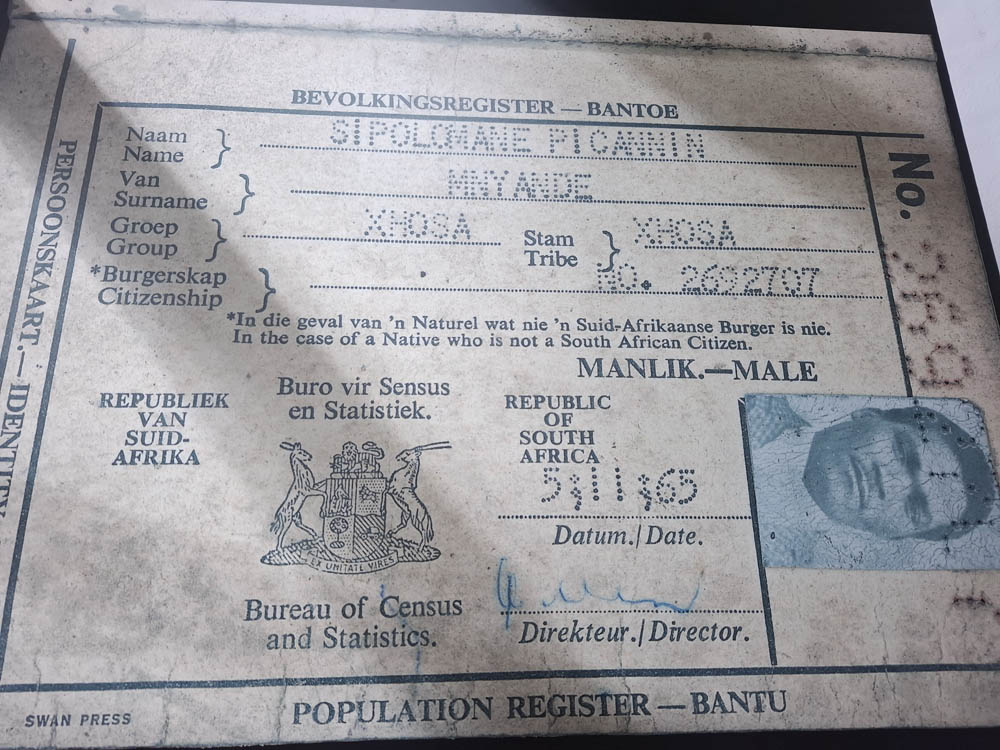 BEVOLKINGSREGISTER — BANTOE
PERSOONSKAART.—IDENTITY
Naam
Name
SIPOLOMANE PICANNIN
Van
Surname
MNYANDE
Groep
Group
XHOSA
Stam
Tribe
XHOSA
*Burgerskap
Citizenship
NO. 2692707
*In die geval van 'n Naturel wat nie 'n Suid-Afrikaanse Burger is nie.
In the case of a Native who is not a South African Citizen.
MANLIK.—MALE
No.
REPUBLIEK
VAN
SUID-
AFRIKA
Buro vir Sensus
en Statistiek.
EX UNITATE VIRES
Bureau of Census
and Statistics.
REPUBLIC
OF
SOUTH
AFRICA
5;11;65
Datum./Date.
Direkteur./Director.
SWAN PRESS
POPULATION REGISTER — BANTU